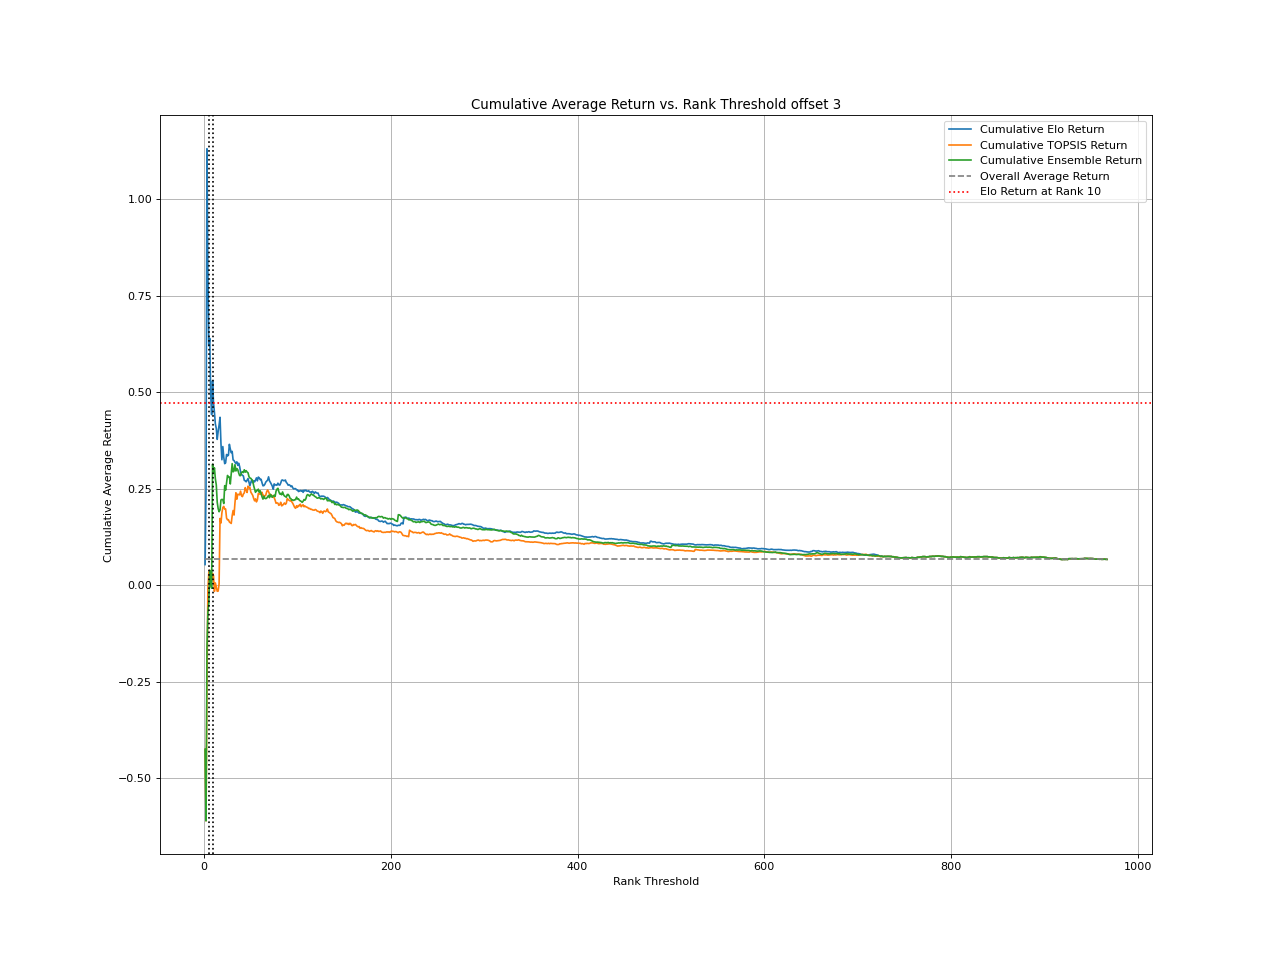 Cumulative Average Return vs. Rank Threshold offset 3
Cumulative Elo Return
Cumulative TOPSIS Return
Cumulative Ensemble Return
Overall Average Return
Elo Return at Rank 10
Cumulative Average Return
1.00
0.75
0.50
0.25
0.00
−0.25
−0.50
0
200
400
600
800
1000
Rank Threshold